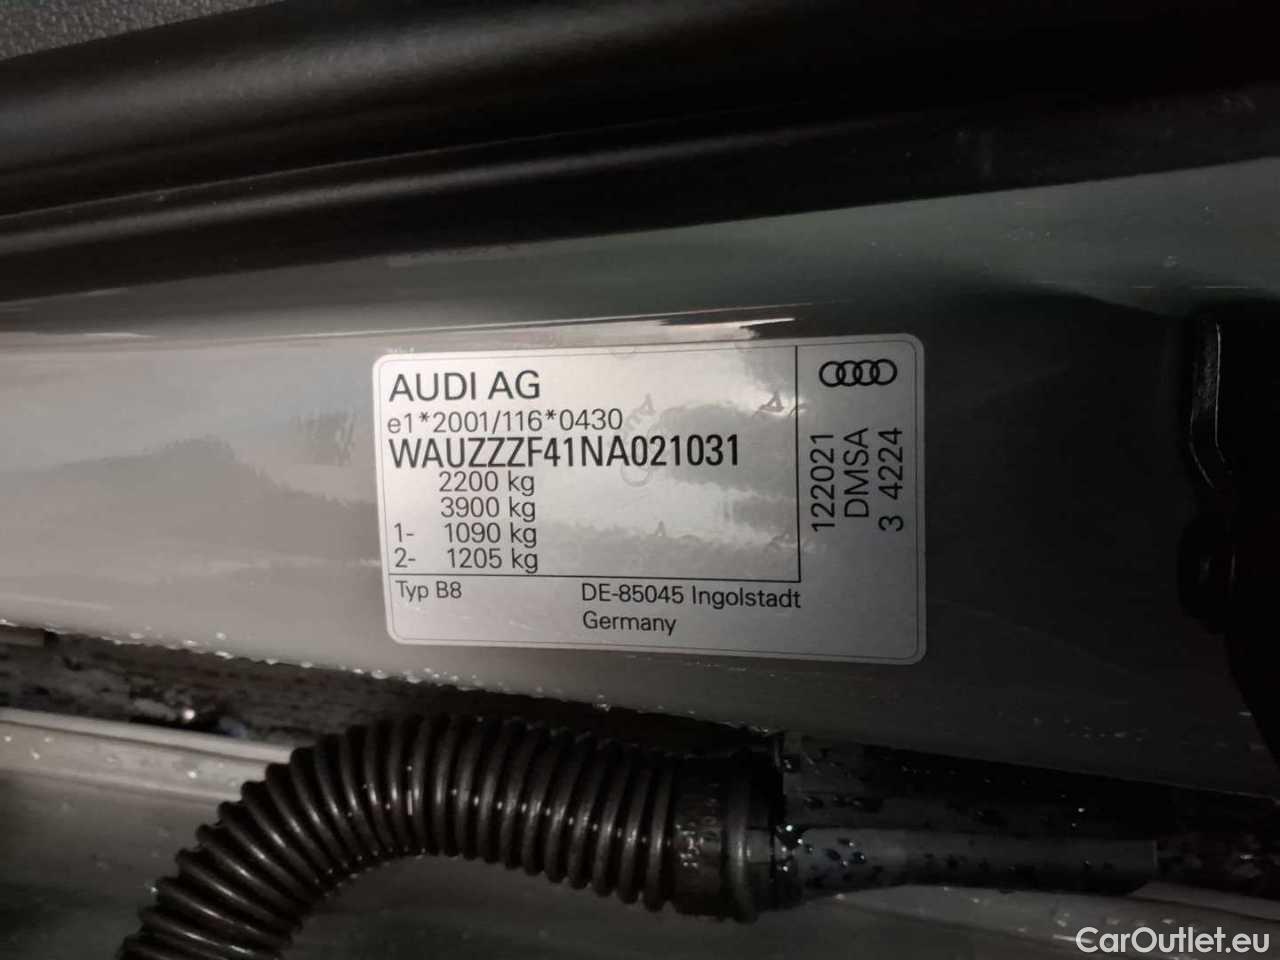 AUDI AG
e1*2001/116*0430
WAUZZZF41NA021031
2200 kg
3900 kg
1- 1090 kg
2- 1205 kg
Typ B8 DE-85045 Ingolstadt
Germany
122021
DMSA
3 4224
CarOutlet.eu